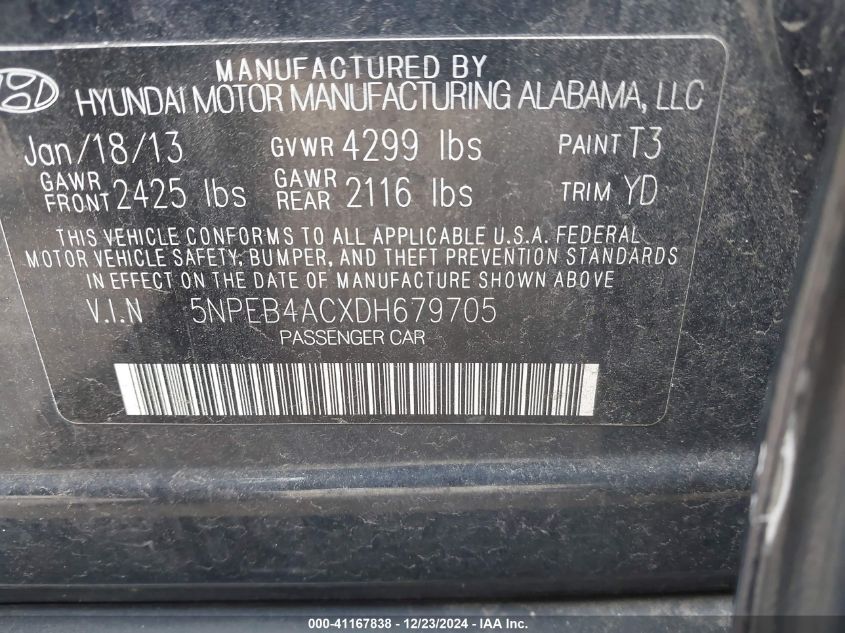 MANUFACTURED BY
HYUNDAI MOTOR MANUFACTURING ALABAMA, LLC
Jan/18/13 GVWR 4299 lbs PAINT T3
GAWR FRONT 2425 lbs GAWR REAR 2116 lbs TRIM YD
THIS VEHICLE CONFORMS TO ALL APPLICABLE U.S.A. FEDERAL
MOTOR VEHICLE SAFETY, BUMPER, AND THEFT PREVENTION STANDARDS
IN EFFECT ON THE DATE OF MANUFACTURE SHOWN ABOVE
V.I.N 5NPEB4ACXDH679705
PASSENGER CAR
000-41167838 - 12/23/2024 - IAA Inc.